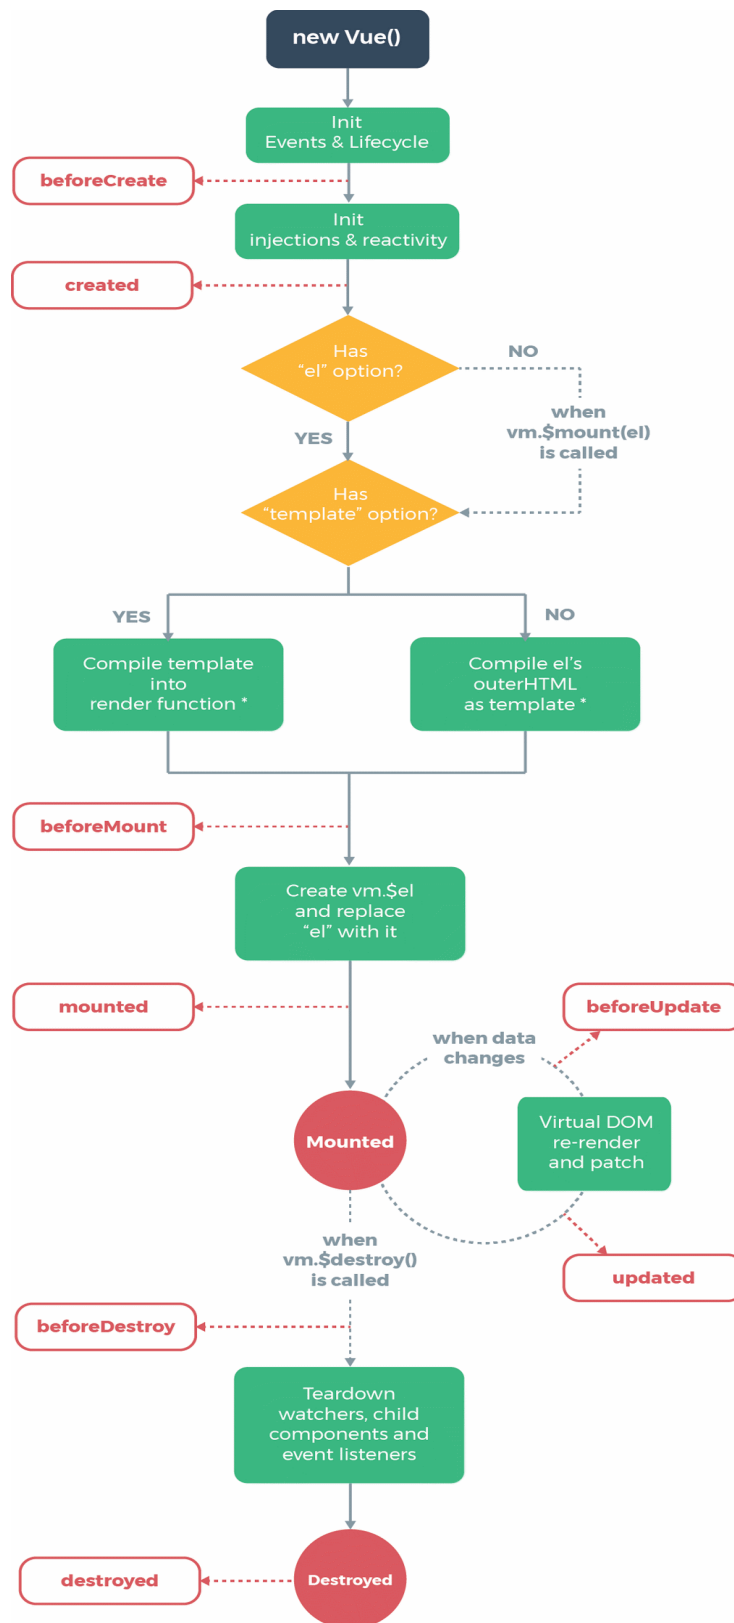 new Vue()
Init
Events & Lifecycle
beforeCreate
Init
injections & reactivity
created
Has
“el” option?
NO
when
vm.$mount(el)
is called
YES
Has
“template” option?
YES
NO
Compile template
into
render function *
Compile el’s
outerHTML
as template *
beforeMount
Create vm.$el
and replace
“el” with it
mounted
beforeUpdate
when data
changes
Mounted
Virtual DOM
re-render
and patch
when
vm.$destroy()
is called
updated
beforeDestroy
Teardown
watchers, child
components and
event listeners
destroyed
Destroyed